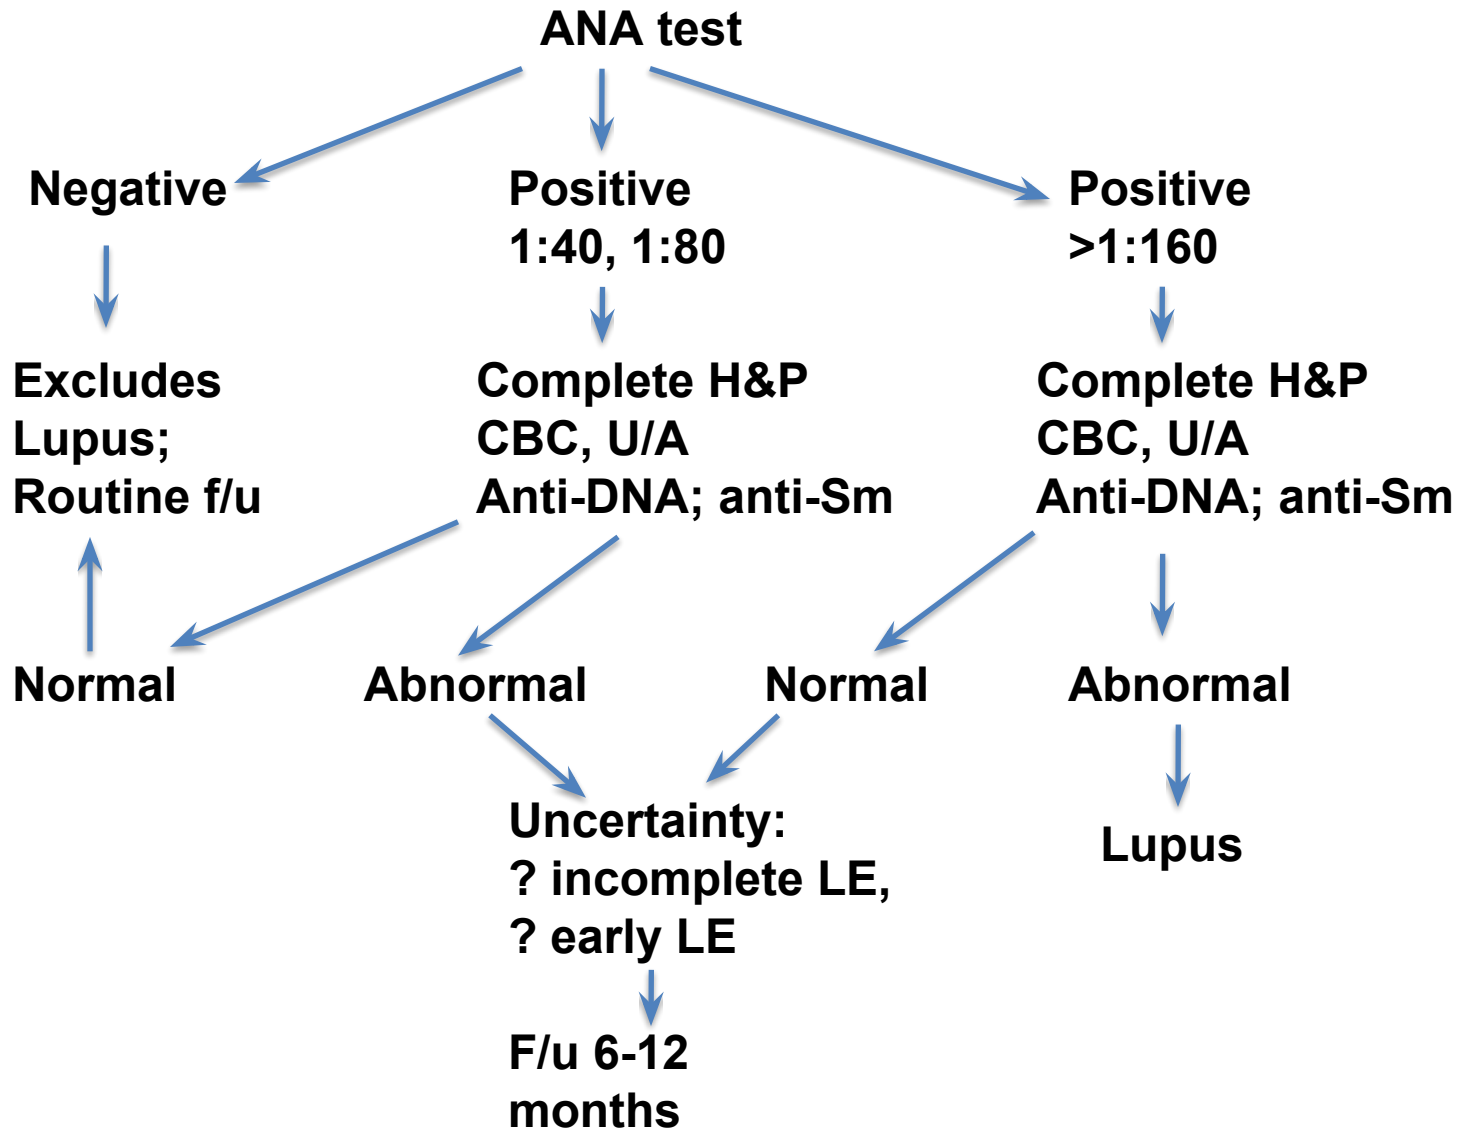 ANA test
Negative
Positive
1:40, 1:80
Positive
>1:160
Excludes
Lupus;
Routine f/u
Complete H&P
CBC, U/A
Anti-DNA; anti-Sm
Complete H&P
CBC, U/A
Anti-DNA; anti-Sm
Normal
Abnormal
Normal
Abnormal
Uncertainty:
? incomplete LE,
? early LE
Lupus
F/u 6-12
months